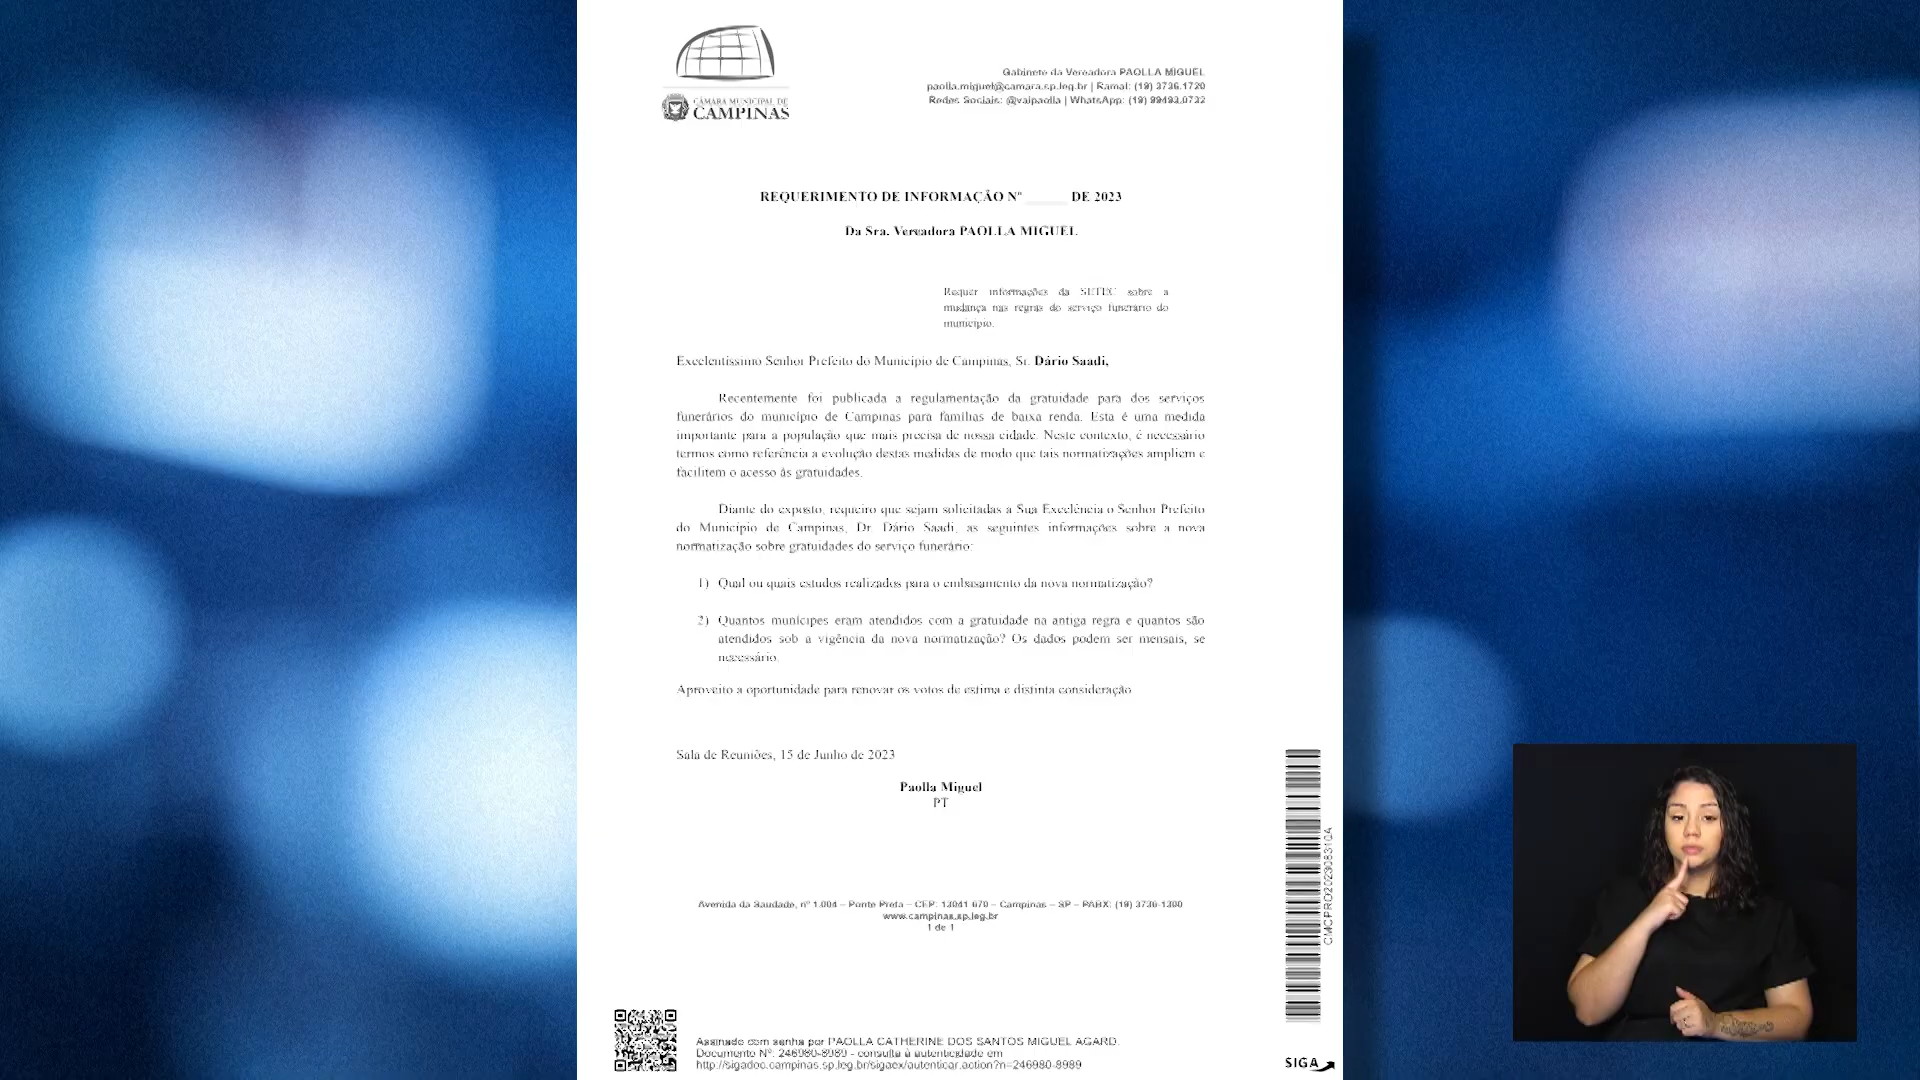 CÂMARA MUNICIPAL DE
CAMPINAS
Gabinete da Vereadora PAOLLA MIGUEL
paolla.miguel@camara.sp.leg.br | Ramal: (19) 3736.1720
Redes Sociais: @vaipaolla | WhatsApp: (19) 99493.0732
REQUERIMENTO DE INFORMAÇÃO Nº ______ DE 2023
Da Sra. Vereadora PAOLLA MIGUEL
Requer informações da SETEC sobre a
mudança nas regras do serviço funerário do
município.
Excelentíssimo Senhor Prefeito do Município de Campinas, Sr. Dário Saadi,
Recentemente foi publicada a regulamentação da gratuidade para dos serviços
funerários do município de Campinas para famílias de baixa renda. Esta é uma medida
importante para a população que mais precisa de nossa cidade. Neste contexto, é necessário
termos como referência a evolução destas medidas de modo que tais normatizações ampliem e
facilitem o acesso às gratuidades.
Diante do exposto, requeiro que sejam solicitadas a Sua Excelência o Senhor Prefeito
do Município de Campinas, Dr. Dário Saadi, as seguintes informações sobre a nova
normatização sobre gratuidades do serviço funerário:
1) Qual ou quais estudos realizados para o embasamento da nova normatização?
2) Quantos munícipes eram atendidos com a gratuidade na antiga regra e quantos são
atendidos sob a vigência da nova normatização? Os dados podem ser mensais, se
necessário.
Aproveito a oportunidade para renovar os votos de estima e distinta consideração.
Sala de Reuniões, 15 de Junho de 2023
Paolla Miguel
PT
Avenida da Saudade, nº 1.004 – Ponte Preta – CEP: 13041-670 – Campinas – SP – PABX: (19) 3736-1300
www.campinas.sp.leg.br
1 de 1
CMCPRO202308310A
Assinado com senha por PAOLLA CATHERINE DOS SANTOS MIGUEL AGARD.
Documento Nº: 246980-8989 - consulta à autenticidade em
http://sigadoc.campinas.sp.leg.br/sigaex/autenticar.action?n=246980-8989
SIGA